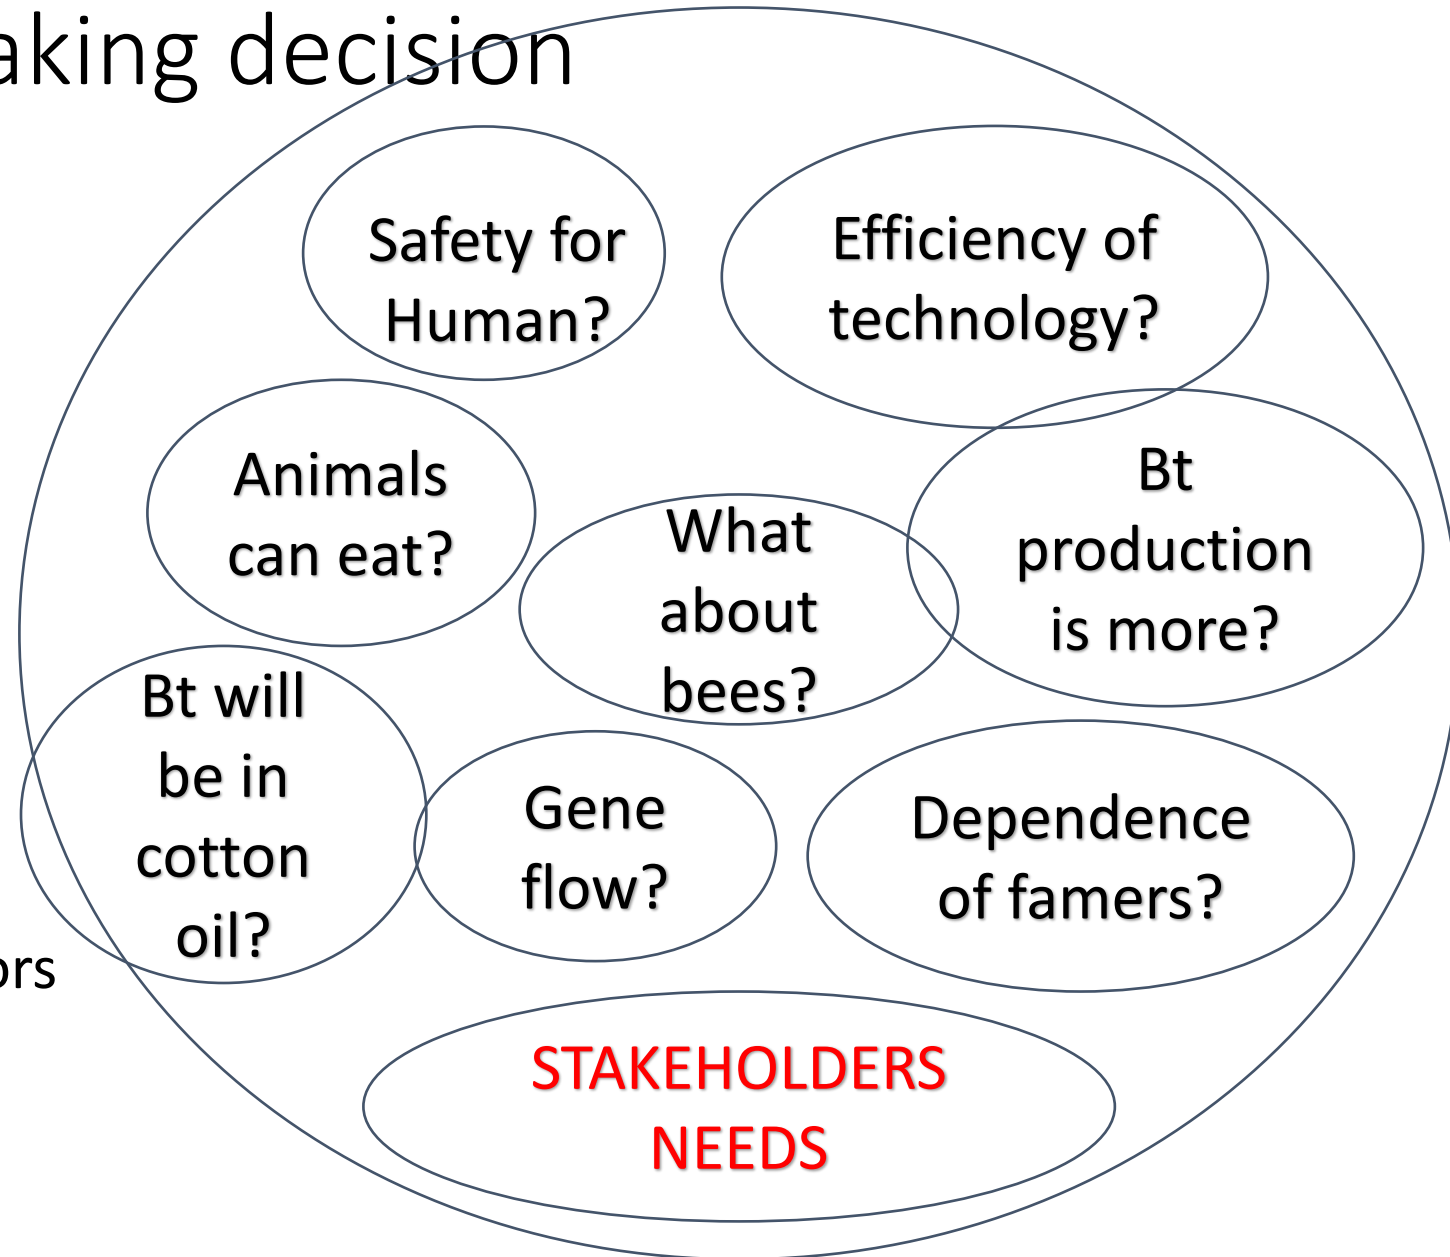 aking decision
Safety for
Human?
Efficiency of
technology?
Animals
can eat?
What
about
bees?
Bt
production
is more?
Bt will
be in
cotton
oil?
Gene
flow?
Dependence
of famers?
ors
STAKEHOLDERS
NEEDS